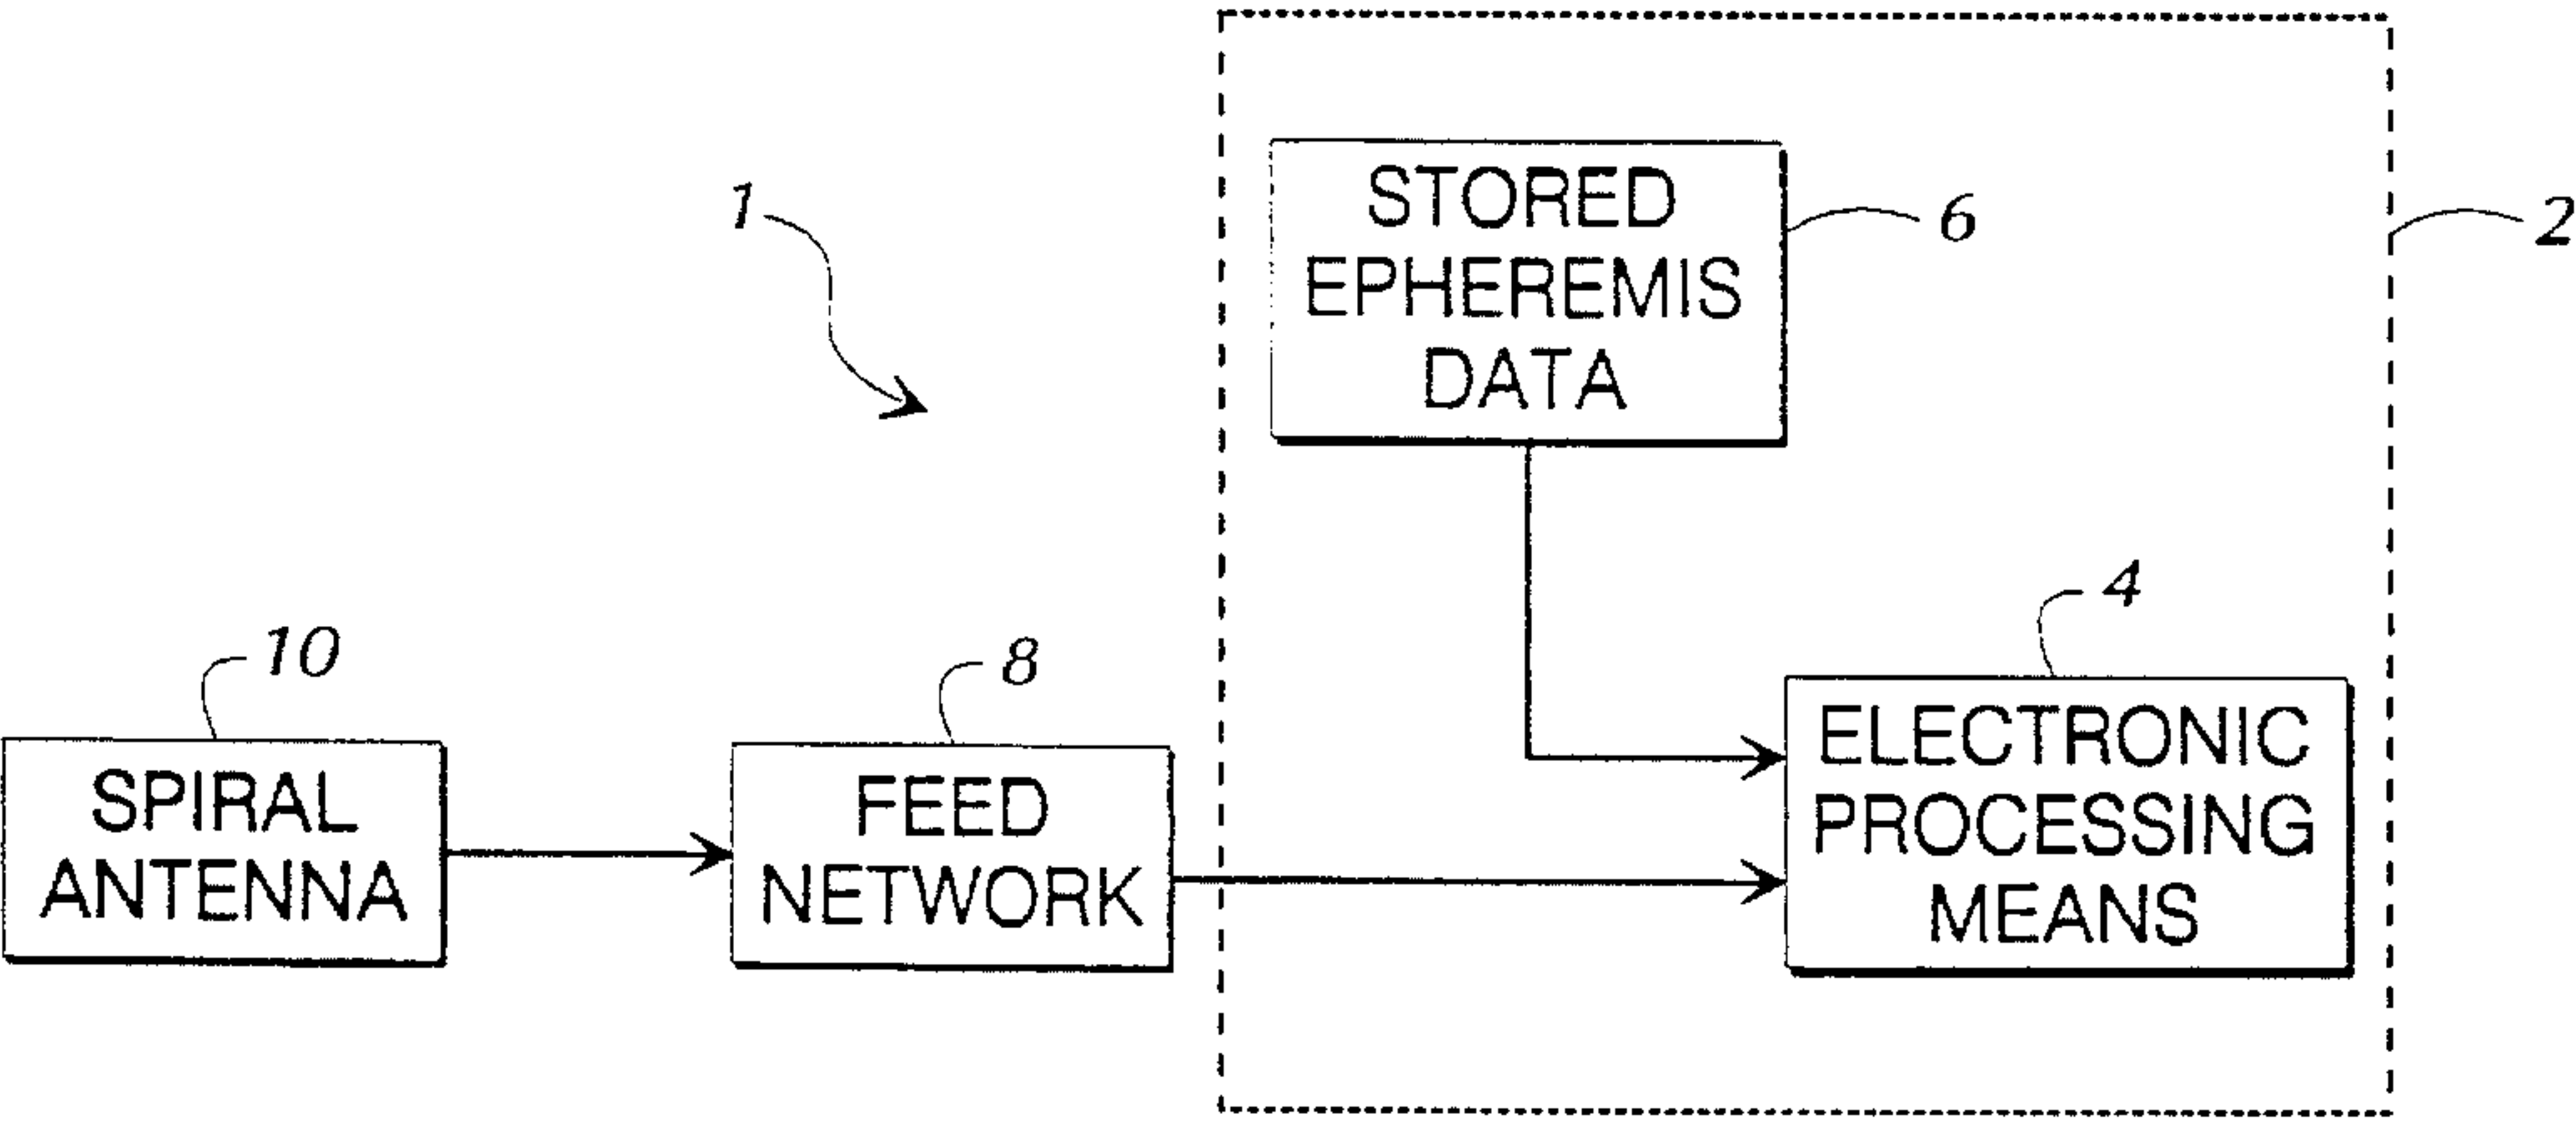 1
STORED
EPHEREMIS
DATA
6
2
10
SPIRAL
ANTENNA
8
FEED
NETWORK
4
ELECTRONIC
PROCESSING
MEANS